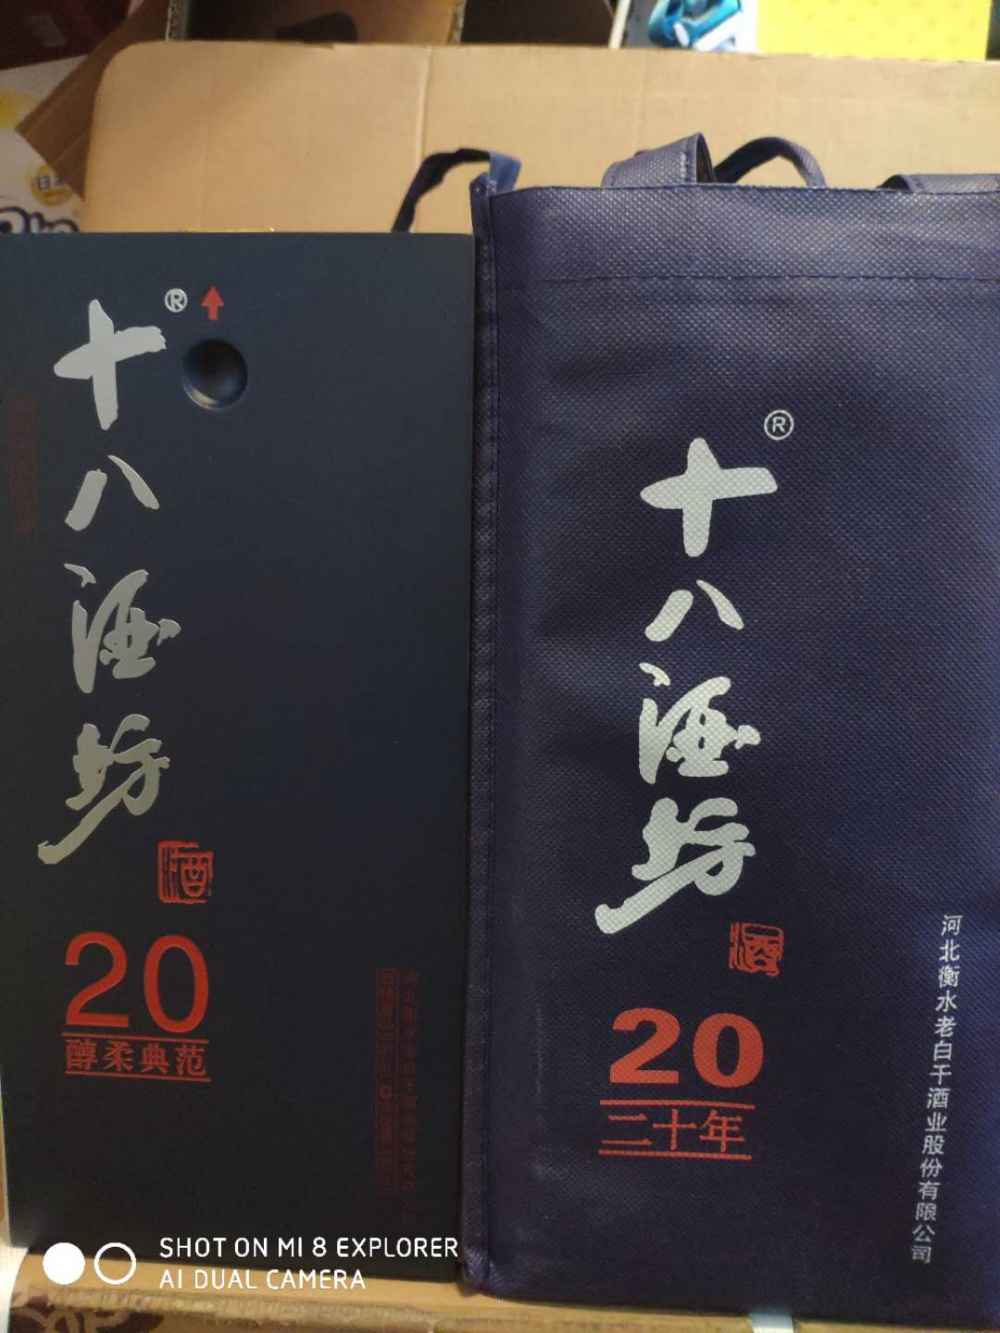 十八酒坊
®
酒
20
醇柔典范
十八酒坊
®
酒
20
二十年
河北衡水老白干酒业股份有限公司
SHOT ON MI 8 EXPLORER
AI DUAL CAMERA